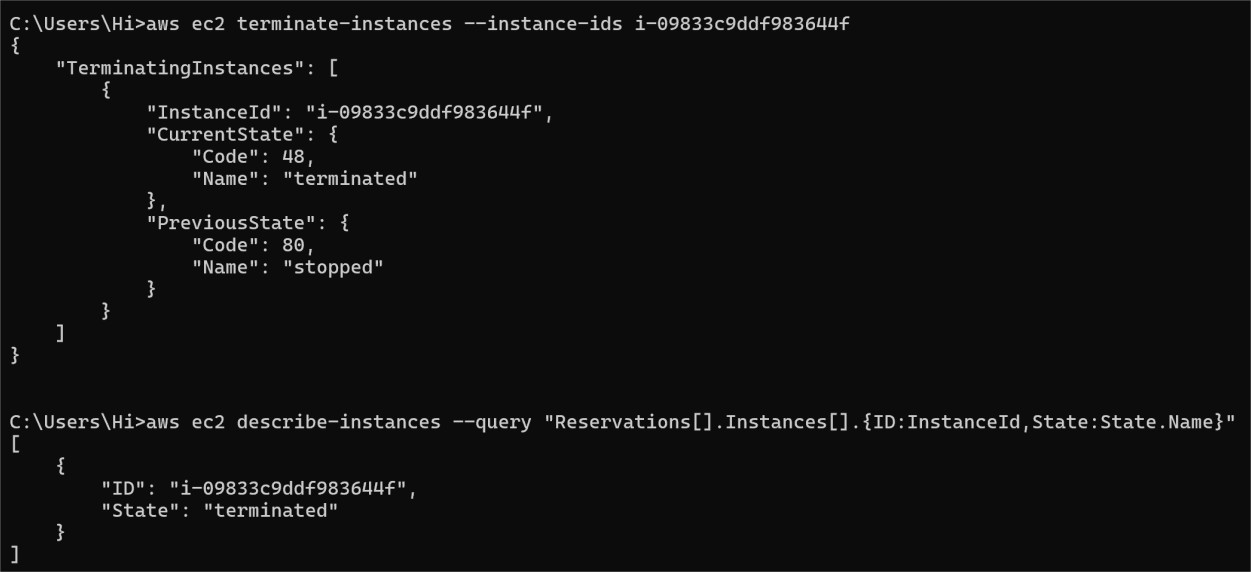 C:\Users\Hi>aws ec2 terminate-instances --instance-ids i-09833c9ddf983644f
{
    "TerminatingInstances": [
        {
            "InstanceId": "i-09833c9ddf983644f",
            "CurrentState": {
                "Code": 48,
                "Name": "terminated"
            },
            "PreviousState": {
                "Code": 80,
                "Name": "stopped"
            }
        }
    ]
}
C:\Users\Hi>aws ec2 describe-instances --query "Reservations[].Instances[].{ID:InstanceId,State:State.Name}"
[
    {
        "ID": "i-09833c9ddf983644f",
        "State": "terminated"
    }
]